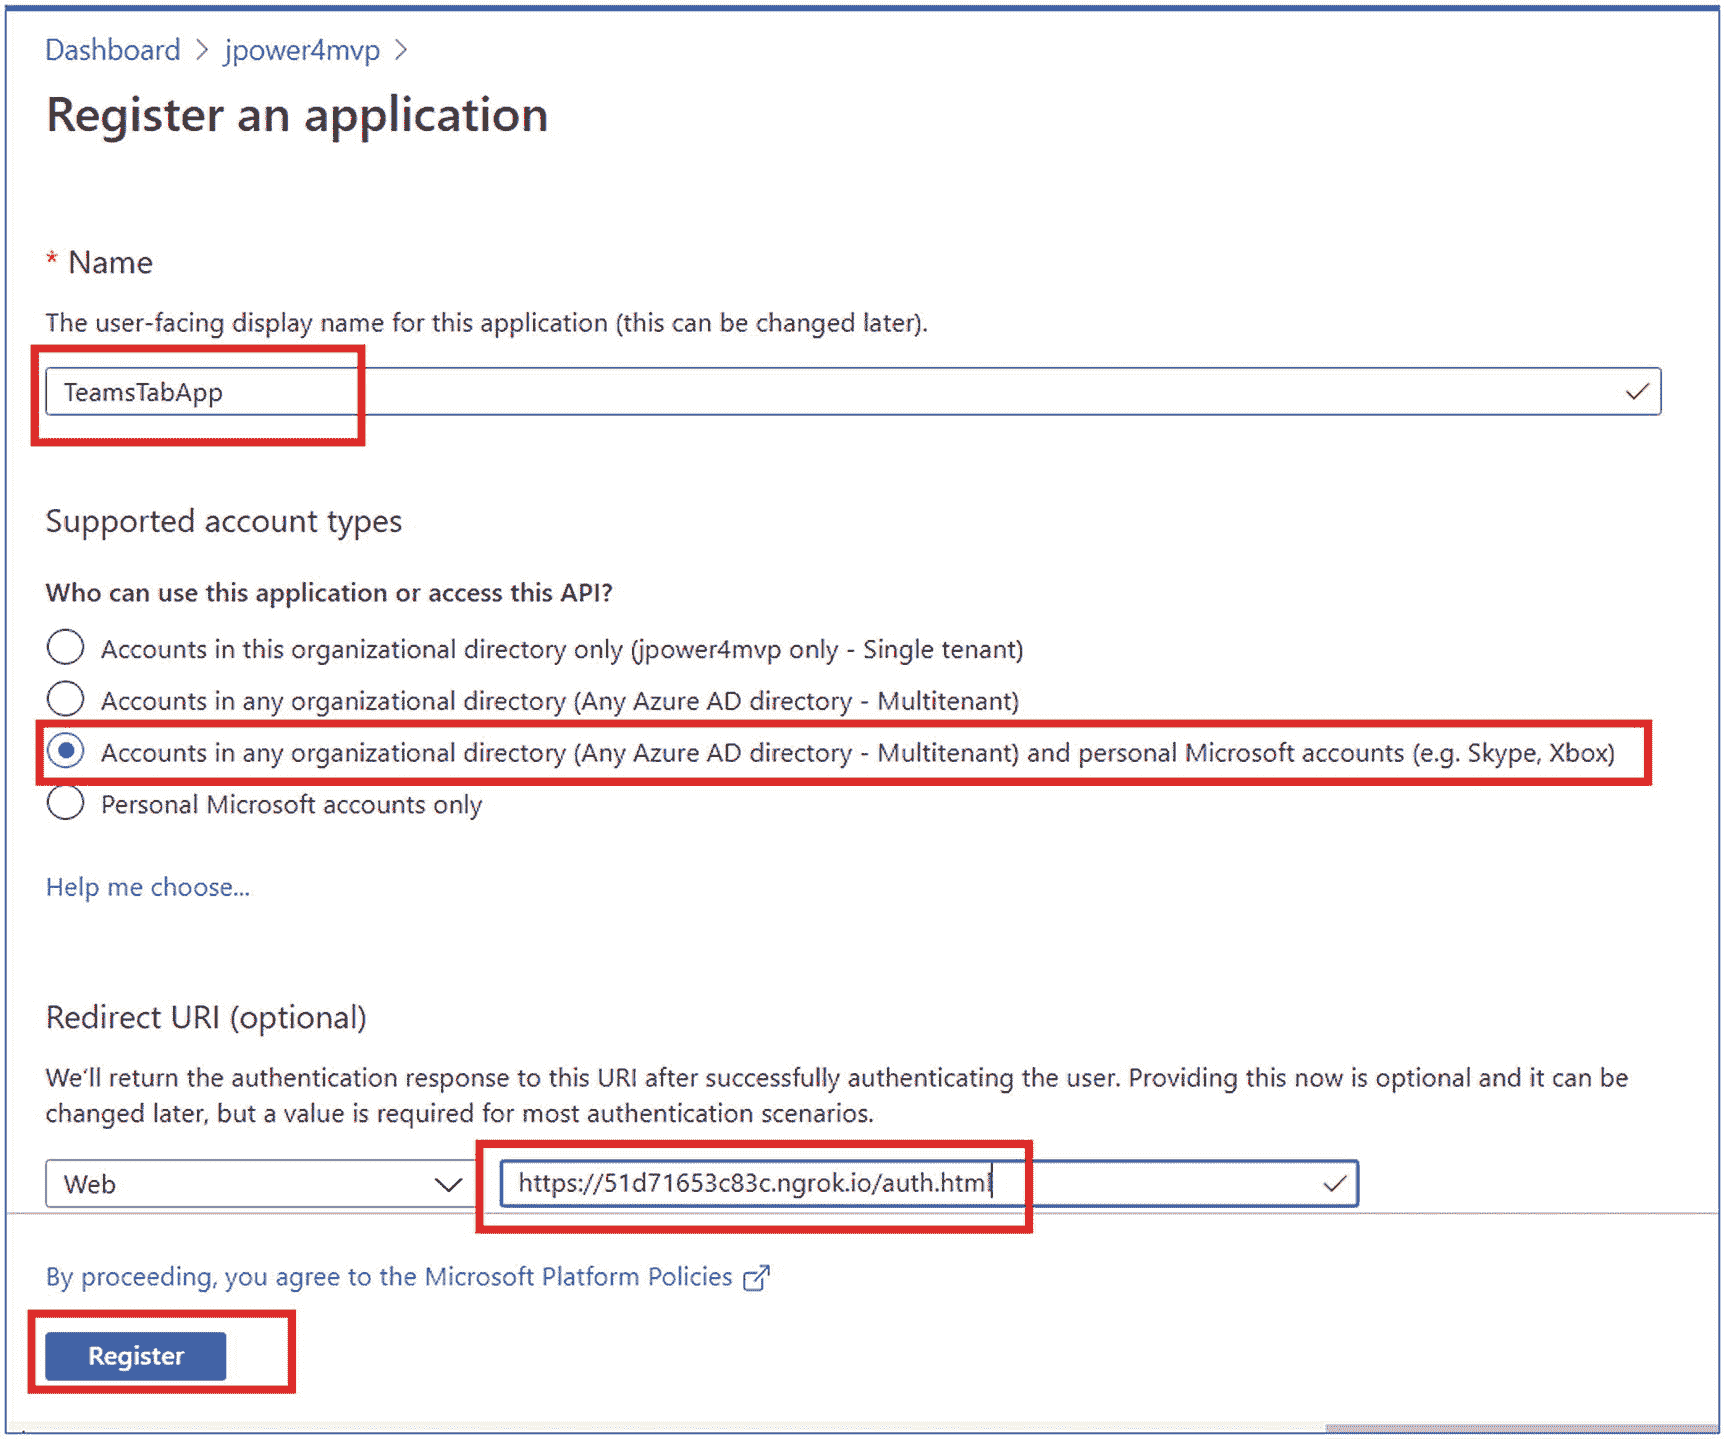 Dashboard > jpower4mvp >
Register an application
* Name
The user-facing display name for this application (this can be changed later).
TeamsTabApp
Supported account types
Who can use this application or access this API?
Accounts in this organizational directory only (jpower4mvp only - Single tenant)
Accounts in any organizational directory (Any Azure AD directory - Multitenant)
Accounts in any organizational directory (Any Azure AD directory - Multitenant) and personal Microsoft accounts (e.g. Skype, Xbox)
Personal Microsoft accounts only
Help me choose...
Redirect URI (optional)
We'll return the authentication response to this URI after successfully authenticating the user. Providing this now is optional and it can be
changed later, but a value is required for most authentication scenarios.
Web https://51d71653c83c.ngrok.io/auth.html
By proceeding, you agree to the Microsoft Platform Policies
Register